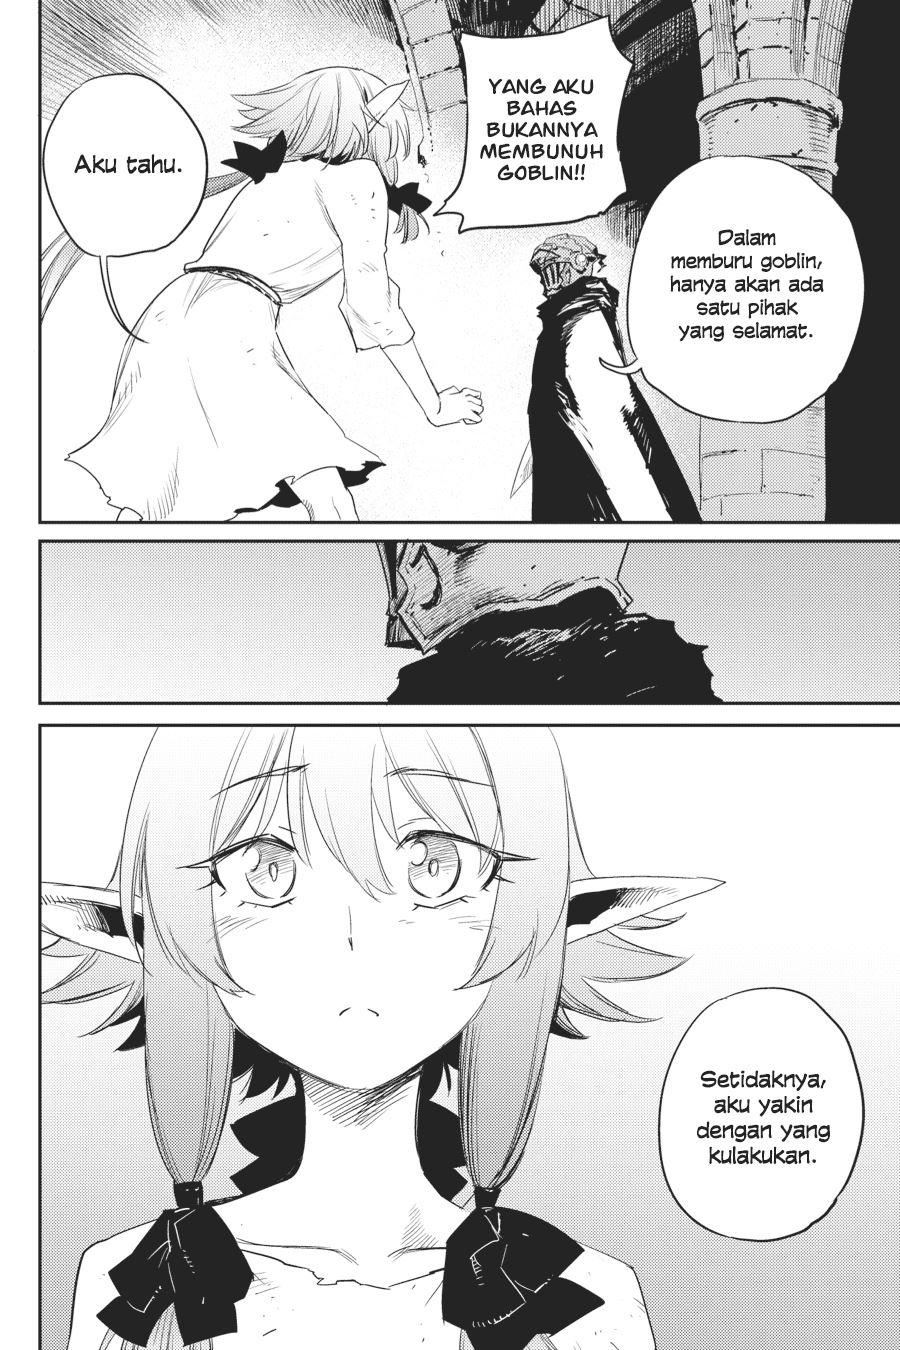 Dalam
memburu goblin,
hanya akan ada
satu pihak
yang selamat.
YANG AKU
BAHAS
BUKANNYA
MEMBUNUH
GOBLIN!!
Aku tahu.
Setidaknya,
aku yakin
dengan yang
kulakukan.